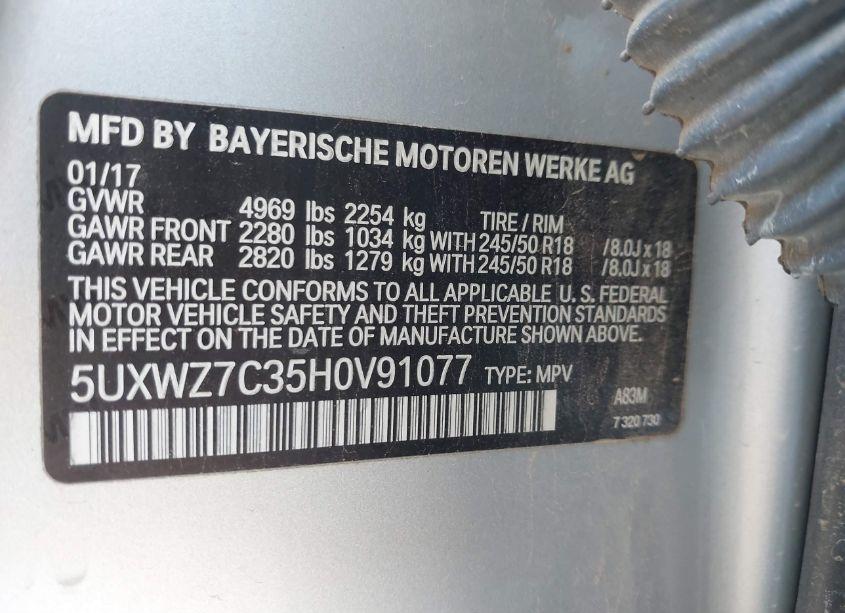 MFD BY BAYERISCHE MOTOREN WERKE AG
01/17
GVWR 4969 lbs 2254 kg TIRE / RIM
GAWR FRONT 2280 lbs 1034 kg WITH 245/50 R18 /8.0J x 18
GAWR REAR 2820 lbs 1279 kg WITH 245/50 R18 /8.0J x 18
THIS VEHICLE CONFORMS TO ALL APPLICABLE U. S. FEDERAL
MOTOR VEHICLE SAFETY AND THEFT PREVENTION STANDARDS
IN EFFECT ON THE DATE OF MANUFACTURE SHOWN ABOVE.
5UXWZ7C35H0V91077 TYPE: MPV
A83M
7 320 730